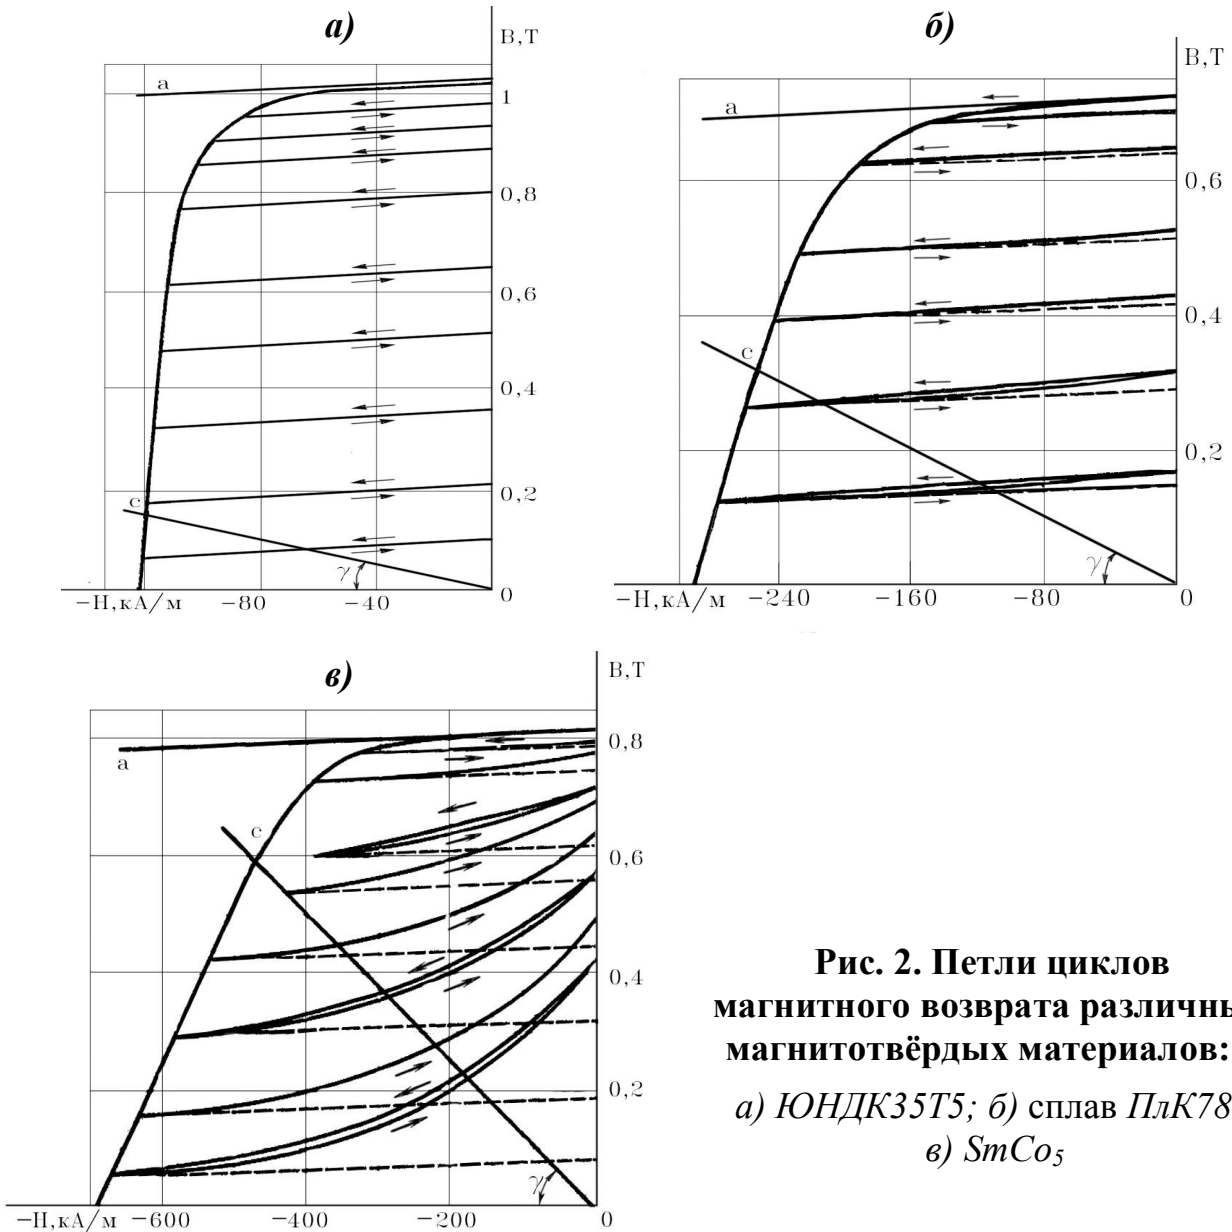 а)
В,Т
а
1
0,8
0,6
0,4
0,2
с
γ
0
−Н,кА/м −80 −40
б)
В,Т
а
0,6
0,4
с
0,2
γ
−Н,кА/м −240 −160 −80 0
в)
В,Т
а
0,8
с
0,6
0,4
0,2
γ
−Н,кА/м −600 −400 −200 0
Рис. 2. Петли циклов
магнитного возврата различны
магнитотвёрдых материалов:
а) ЮНДК35Т5; б) сплав ПлК78
в) SmCo₅